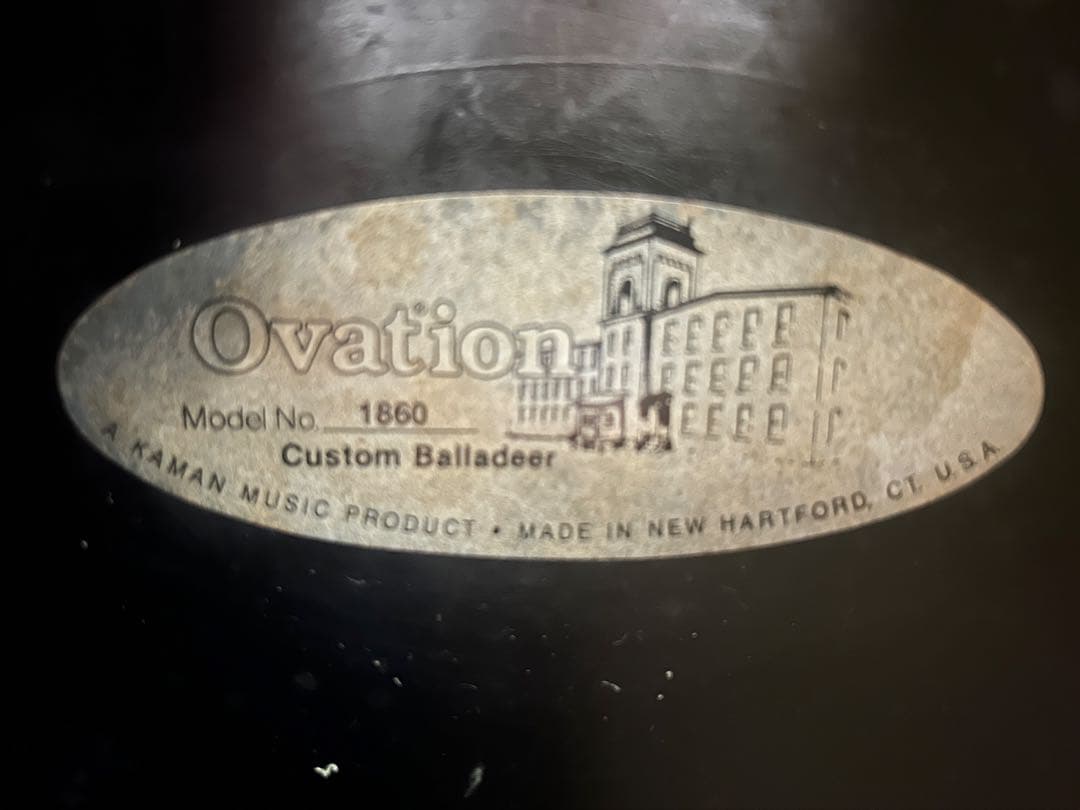 Ovation
Model No. 1860
Custom Balladeer
A KAMAN MUSIC PRODUCT • MADE IN NEW HARTFORD, CT. U.S.A.